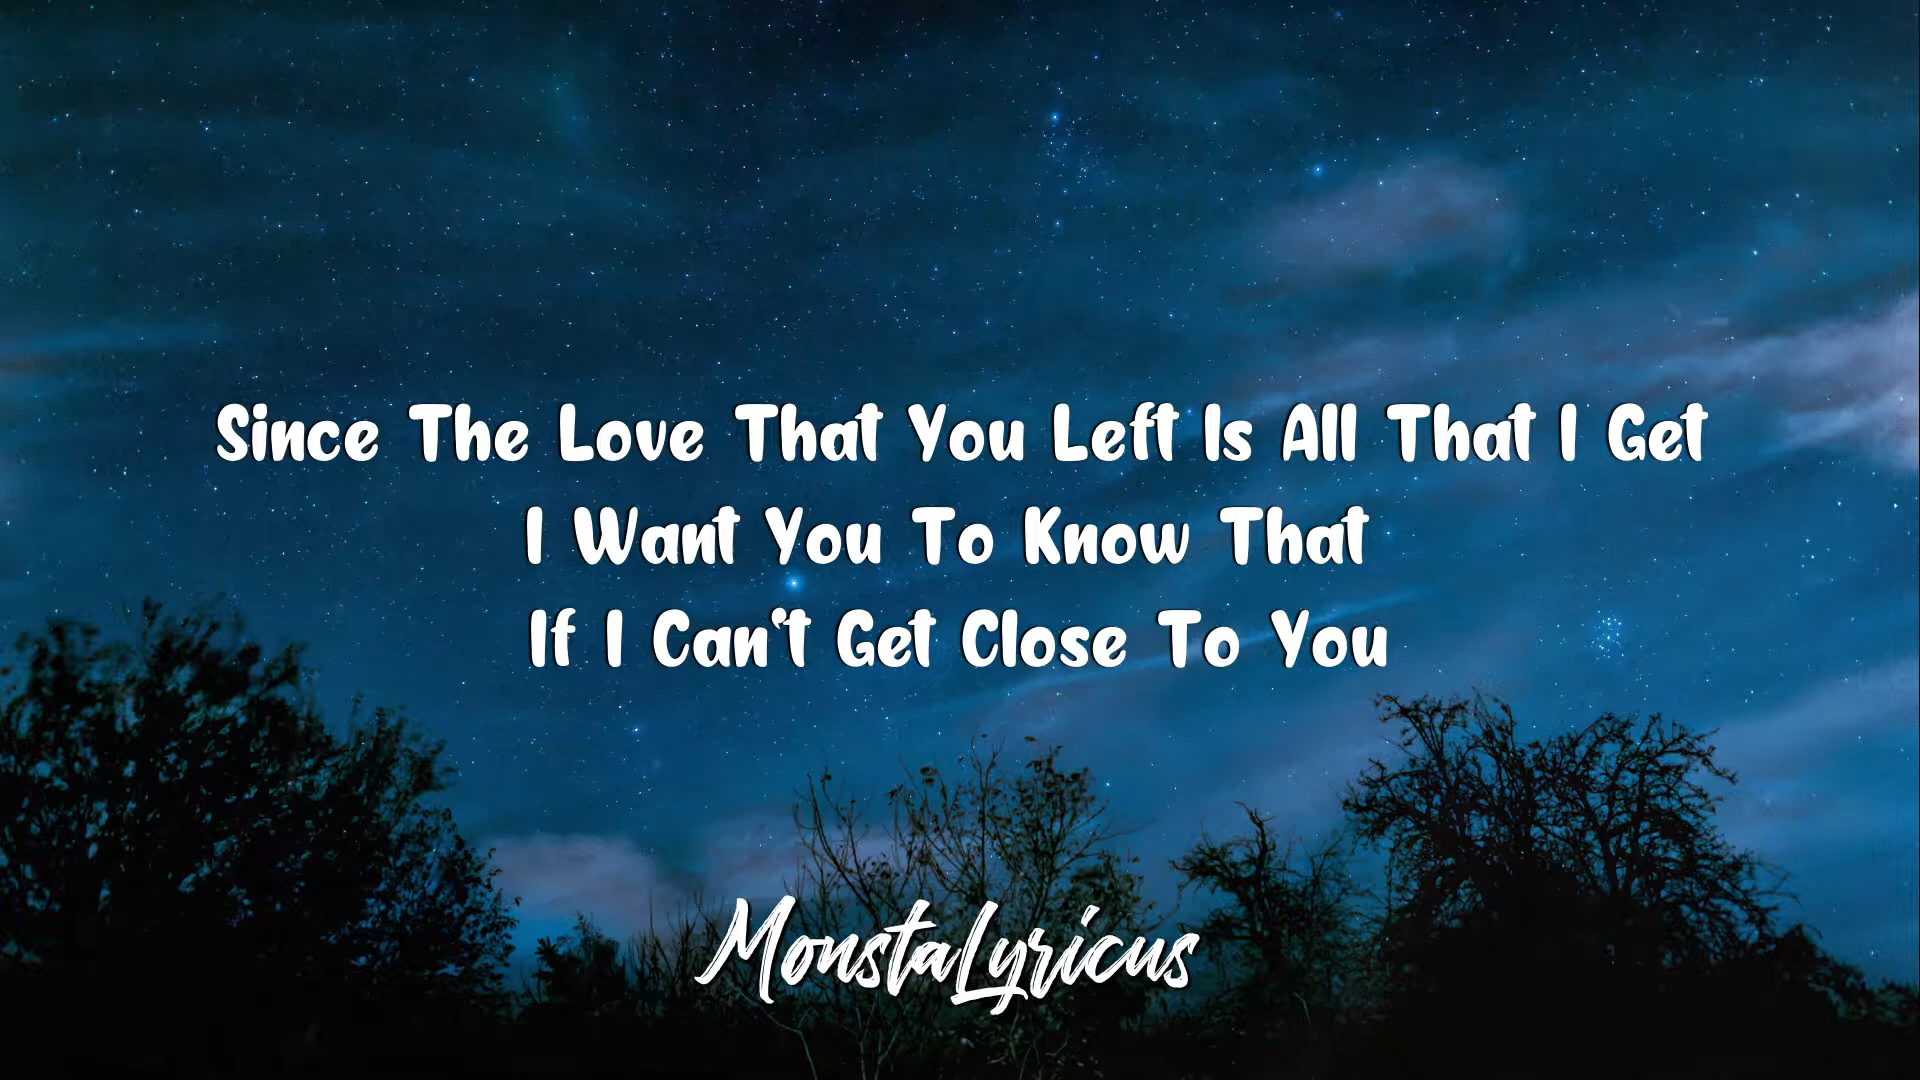 Since The Love That You Left Is All That I Get
I Want You To Know That
If I Can't Get Close To You
MonstaLyricus